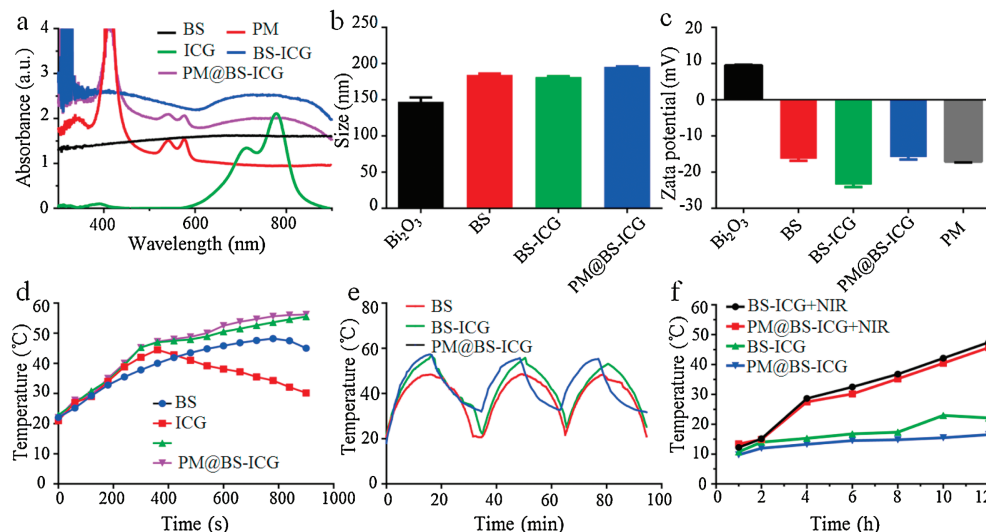 a
BS
PM
ICG
BS-ICG
PM@BS-ICG
Absorbance (a.u.)
4
3
2
1
0
400
600
800
Wavelength (nm)
b
Size (nm)
200
150
100
50
0
Bi₂O₃
BS
BS-ICG
PM@BS-ICG
c
Zata potential (mV)
20
10
0
-10
-20
-30
Bi₂O₃
BS
BS-ICG
PM@BS-ICG
PM
d
Temperature (℃)
60
50
40
30
20
10
0
BS
ICG
PM@BS-ICG
0
200
400
600
800
1000
Time (s)
e
Temperature (℃)
80
60
40
20
0
BS
BS-ICG
PM@BS-ICG
0
20
40
60
80
100
Time (min)
f
Temperature (℃)
60
50
40
30
20
10
0
BS-ICG+NIR
PM@BS-ICG+NIR
BS-ICG
PM@BS-ICG
0
2
4
6
8
10
12
Time (h)